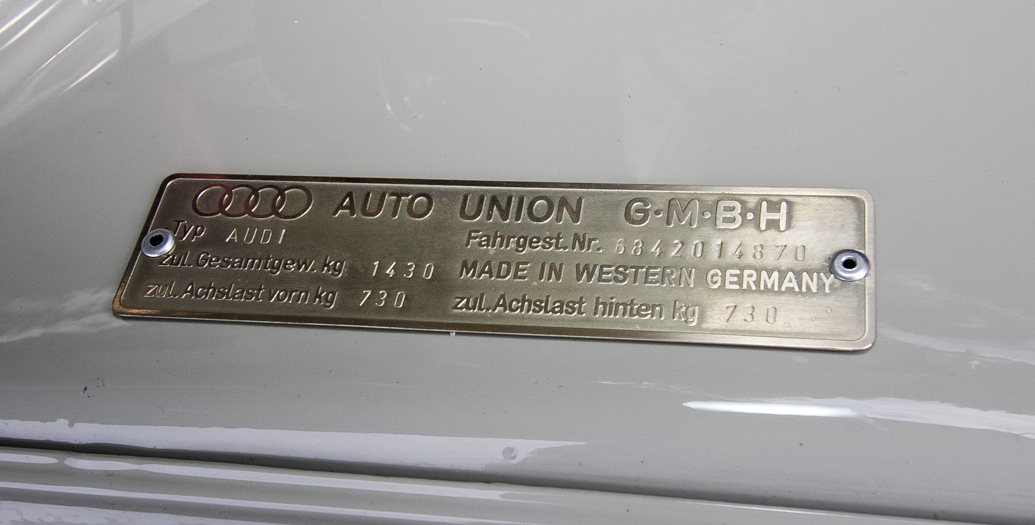 AUTO UNION G·M·B·H
Typ AUDI Fahrgest.Nr. 6842014870
zul.Gesamtgew.kg 1430 MADE IN WESTERN GERMANY
zul.Achslast vorn kg 730 zul.Achslast hinten kg 730